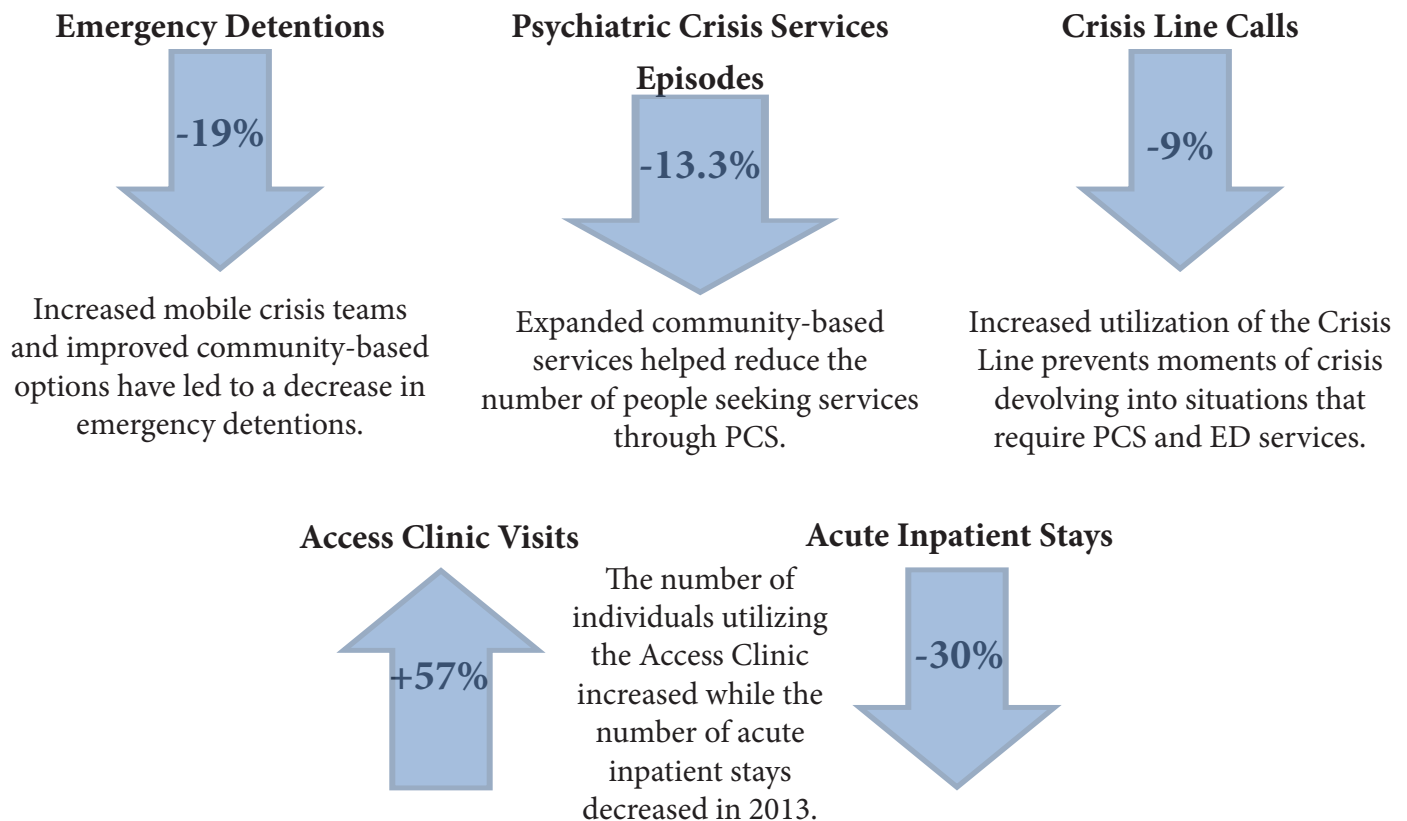 Emergency Detentions
-19%
Increased mobile crisis teams
and improved community-based
options have led to a decrease in
emergency detentions.
Psychiatric Crisis Services
Episodes
-13.3%
Expanded community-based
services helped reduce the
number of people seeking services
through PCS.
Crisis Line Calls
-9%
Increased utilization of the Crisis
Line prevents moments of crisis
devolving into situations that
require PCS and ED services.
Access Clinic Visits
+57%
The number of
individuals utilizing
the Access Clinic
increased while the
number of acute
inpatient stays
decreased in 2013.
Acute Inpatient Stays
-30%